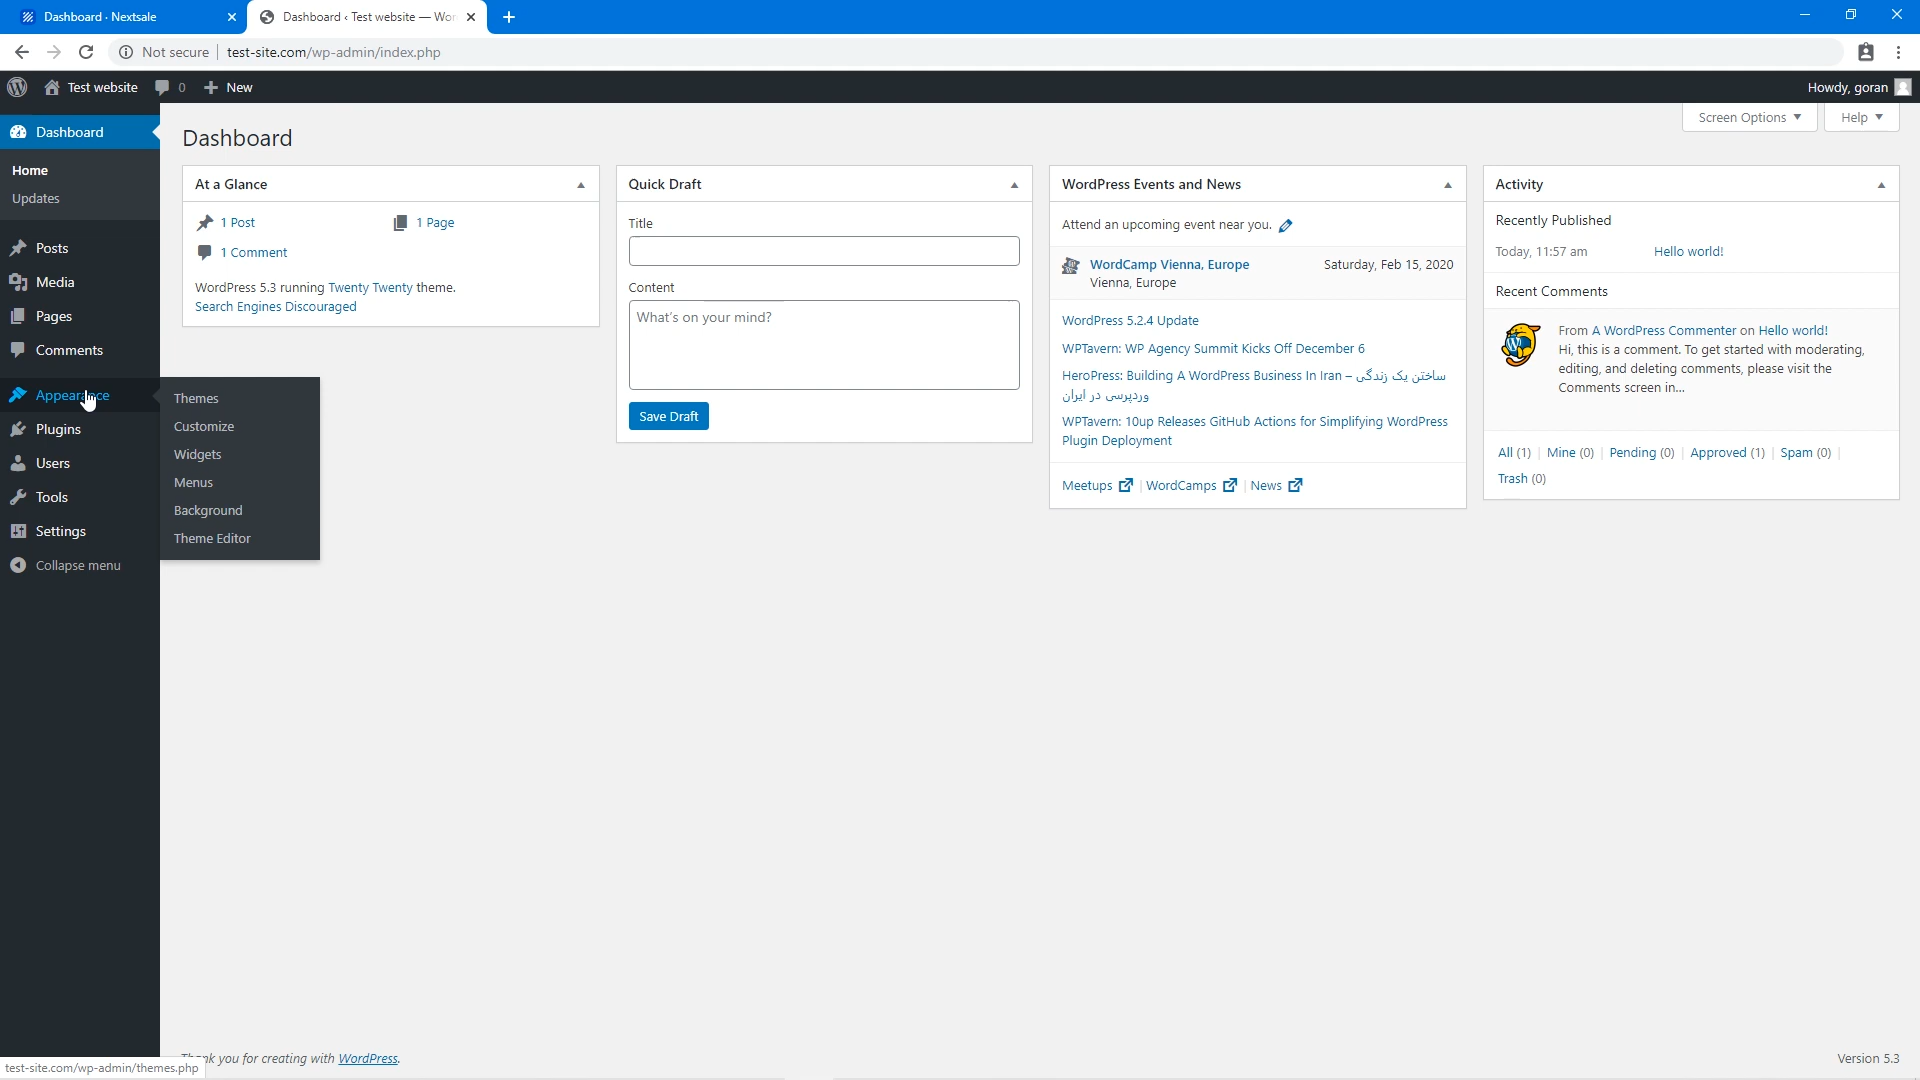 Dashboard · Nextsale
Dashboard ‹ Test website — Wor
Not secure
test-site.com/wp-admin/index.php
Test website
0
New
Howdy, goran
Dashboard
Home
Updates
Posts
Media
Pages
Comments
Appearance
Plugins
Users
Tools
Settings
Collapse menu
Themes
Customize
Widgets
Menus
Background
Theme Editor
Screen Options
Help
Dashboard
At a Glance
1 Post
1 Page
1 Comment
WordPress 5.3 running Twenty Twenty theme.
Search Engines Discouraged
Quick Draft
Title
Content
What's on your mind?
Save Draft
WordPress Events and News
Attend an upcoming event near you.
WordCamp Vienna, Europe
Saturday, Feb 15, 2020
Vienna, Europe
WordPress 5.2.4 Update
WPTavern: WP Agency Summit Kicks Off December 6
HeroPress: Building A WordPress Business In Iran – ساختن یک زندگی
وردپرسی در ایران
WPTavern: 10up Releases GitHub Actions for Simplifying WordPress
Plugin Deployment
Meetups
WordCamps
News
Activity
Recently Published
Today, 11:57 am
Hello world!
Recent Comments
From A WordPress Commenter on Hello world!
Hi, this is a comment. To get started with moderating,
editing, and deleting comments, please visit the
Comments screen in…
All (1) | Mine (0) | Pending (0) | Approved (1) | Spam (0) |
Trash (0)
Thank you for creating with WordPress.
Version 5.3
test-site.com/wp-admin/themes.php